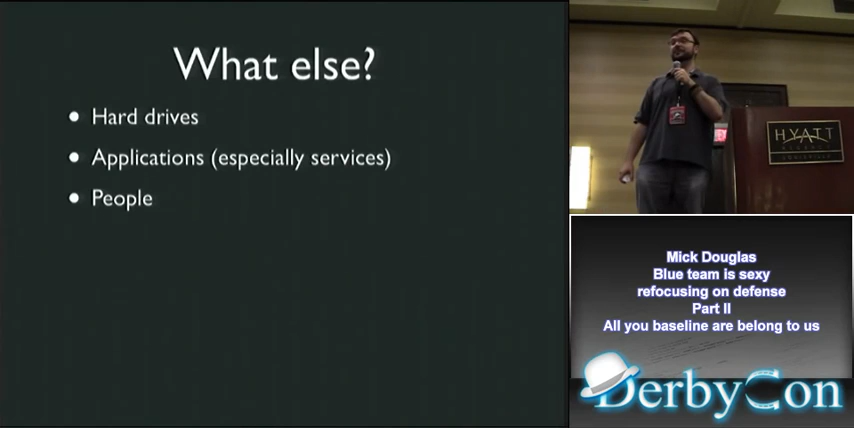 What else?
Hard drives
Applications (especially services)
People
HYATT
Mick Douglas
Blue team is sexy
refocusing on defense
Part II
All you baseline are belong to us
DerbyCon